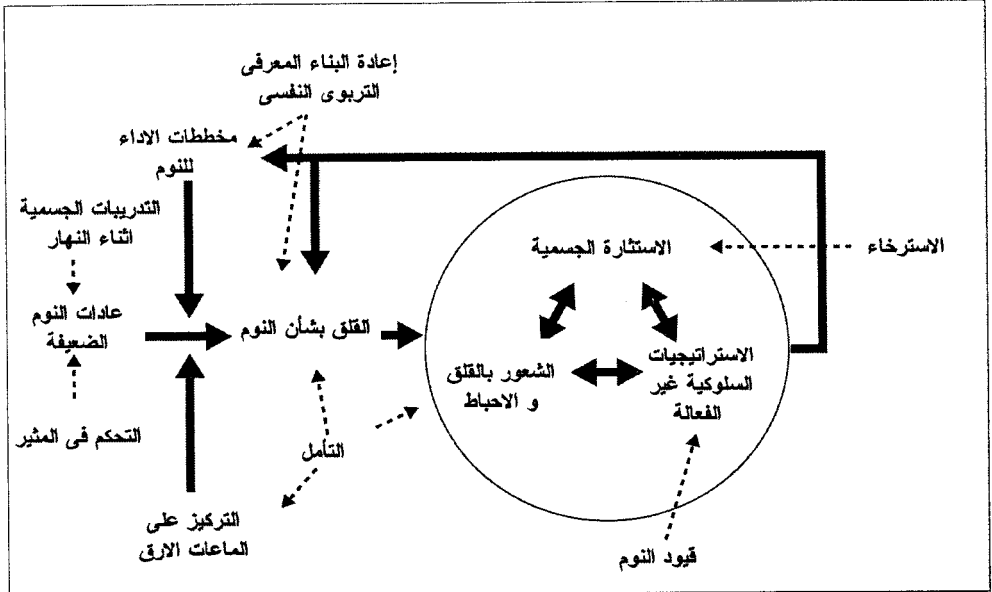 إعادة البناء المعرفى
التربوى النفسى
مخططات الاداء
للنوم
التدريبات الجسمية
اثناء النهار
الاستثارة الجسمية
الاسترخاء
عادات النوم
الضعيفة
القلق بشأن النوم
الشعور بالقلق
و الاحباط
الاستراتيجيات
السلوكية غير
الفعالة
التحكم فى المثير
التأمل
التركيز على
الماعات الارق
قيود النوم